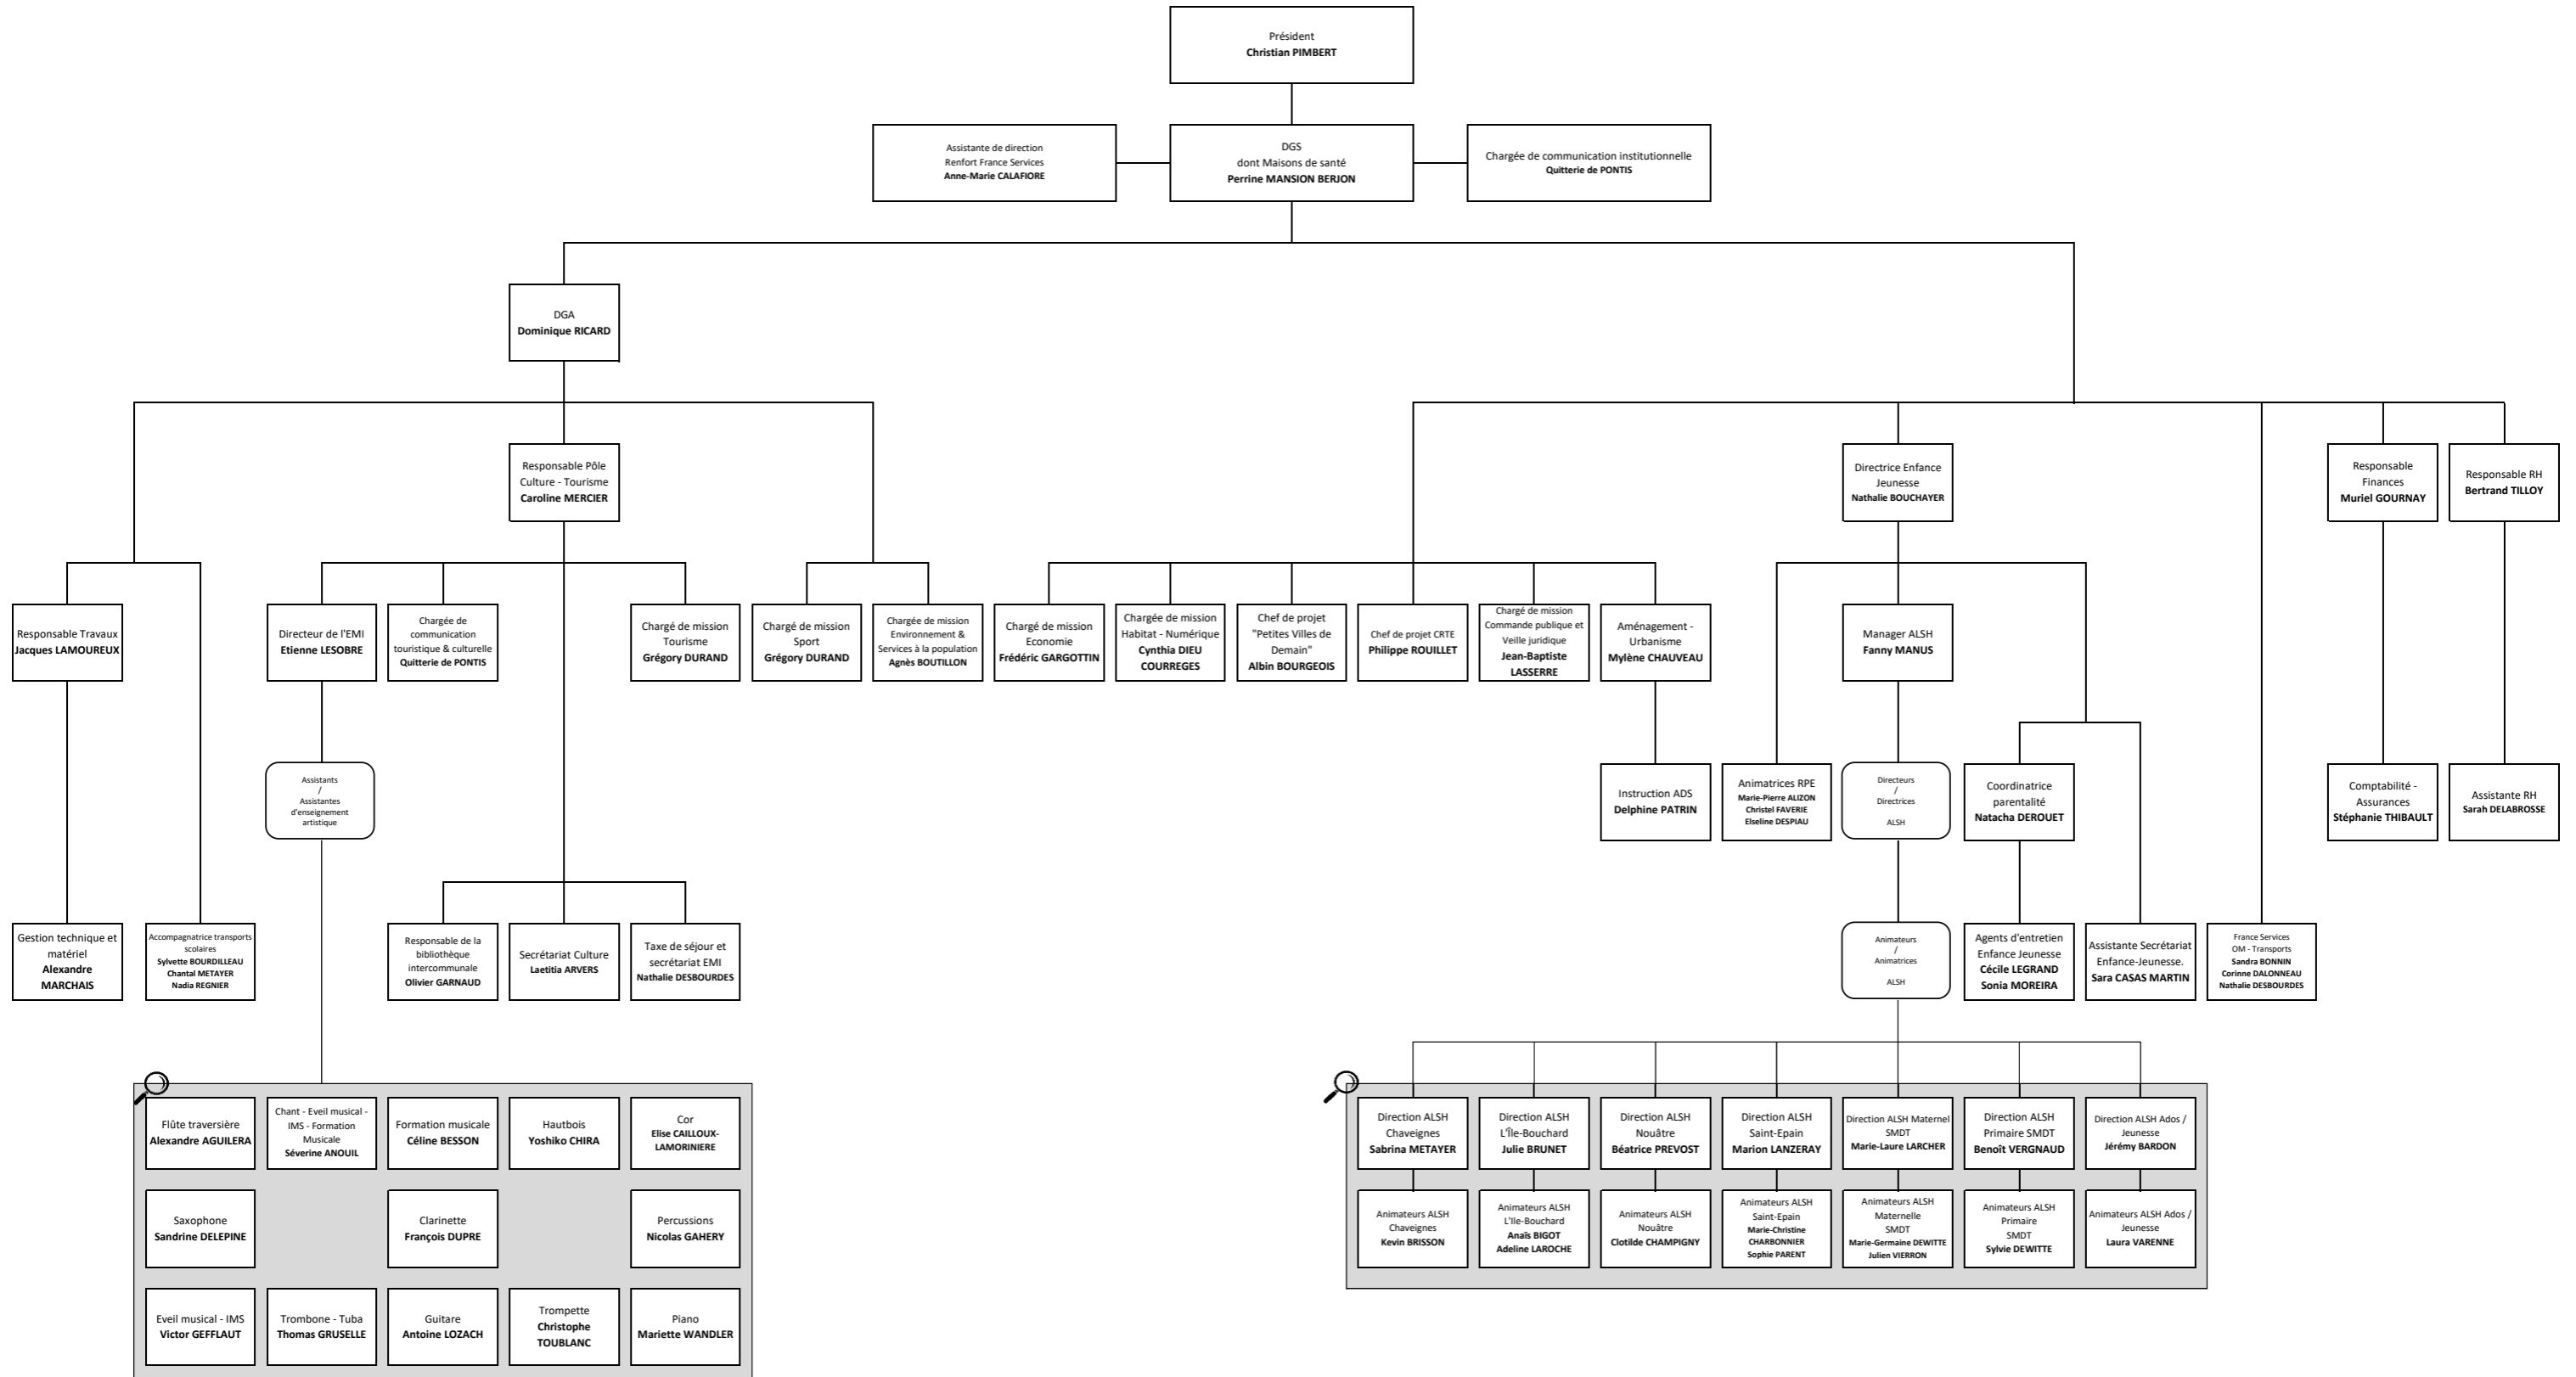 Président
Christian PIMBERT
Assistante de direction
Renfort France Services
Anne-Marie CALAFIORE
DGS
dont Maisons de santé
Perrine MANSION BERJON
Chargée de communication institutionnelle
Quitterie de PONTIS
DGA
Dominique RICARD
Responsable Pôle
Culture - Tourisme
Caroline MERCIER
Directrice Enfance
Jeunesse
Nathalie BOUCHAYER
Responsable
Finances
Muriel GOURNAY
Responsable RH
Bertrand TILLOY
Responsable Travaux
Jacques LAMOUREUX
Directeur de l'EMI
Etienne LESOBRE
Chargée de
communication
touristique & culturelle
Quitterie de PONTIS
Chargé de mission
Tourisme
Grégory DURAND
Chargé de mission
Sport
Grégory DURAND
Chargée de mission
Environnement &
Services à la population
Agnès BOUTILLON
Chargé de mission
Economie
Frédéric GARGOTTIN
Chargée de mission
Habitat - Numérique
Cynthia DIEU
COURREGES
Chef de projet
"Petites Villes de
Demain"
Albin BOURGEOIS
Chef de projet CRTE
Philippe ROUILLET
Chargé de mission
Commande publique et
Veille juridique
Jean-Baptiste
LASSERRE
Aménagement -
Urbanisme
Mylène CHAUVEAU
Manager ALSH
Fanny MANUS
Assistants
/
Assistantes
d'enseignement
artistique
Instruction ADS
Delphine PATRIN
Animatrices RPE
Marie-Pierre ALIZON
Christel FAVERIE
Elseline DESPIAU
Directeurs
/
Directrices
ALSH
Coordinatrice
parentalité
Natacha DEROUET
Comptabilité -
Assurances
Stéphanie THIBAULT
Assistante RH
Sarah DELABROSSE
Gestion technique et
matériel
Alexandre
MARCHAIS
Accompagnatrice transports
scolaires
Sylvette BOURDILLEAU
Chantal METAYER
Nadia REGNIER
Responsable de la
bibliothèque
intercommunale
Olivier GARNAUD
Secrétariat Culture
Laetitia ARVERS
Taxe de séjour et
secrétariat EMI
Nathalie DESBOURDES
Animateurs
/
Animatrices
ALSH
Agents d'entretien
Enfance Jeunesse
Cécile LEGRAND
Sonia MOREIRA
Assistante Secrétariat
Enfance-Jeunesse.
Sara CASAS MARTIN
France Services
OM - Transports
Sandra BONNIN
Corinne DALONNEAU
Nathalie DESBOURDES
Flûte traversière
Alexandre AGUILERA
Chant - Eveil musical -
IMS - Formation
Musicale
Séverine ANOUIL
Formation musicale
Céline BESSON
Hautbois
Yoshiko CHIRA
Cor
Elise CAILLOUX-
LAMORINIERE
Saxophone
Sandrine DELEPINE
Clarinette
François DUPRE
Percussions
Nicolas GAHERY
Eveil musical - IMS
Victor GEFFLAUT
Trombone - Tuba
Thomas GRUSELLE
Guitare
Antoine LOZACH
Trompette
Christophe
TOUBLANC
Piano
Mariette WANDLER
Direction ALSH
Chaveignes
Sabrina METAYER
Direction ALSH
L'Île-Bouchard
Julie BRUNET
Direction ALSH
Nouâtre
Béatrice PREVOST
Direction ALSH
Saint-Epain
Marion LANZERAY
Direction ALSH Maternel
SMDT
Marie-Laure LARCHER
Direction ALSH
Primaire SMDT
Benoît VERGNAUD
Direction ALSH Ados /
Jeunesse
Jérémy BARDON
Animateurs ALSH
Chaveignes
Kevin BRISSON
Animateurs ALSH
L'Ile-Bouchard
Anaïs BIGOT
Adeline LAROCHE
Animateurs ALSH
Nouâtre
Clotilde CHAMPIGNY
Animateurs ALSH
Saint-Epain
Marie-Christine
CHARBONNIER
Sophie PARENT
Animateurs ALSH
Maternelle
SMDT
Marie-Germaine DEWITTE
Julien VIERRON
Animateurs ALSH
Primaire
SMDT
Sylvie DEWITTE
Animateurs ALSH Ados /
Jeunesse
Laura VARENNE